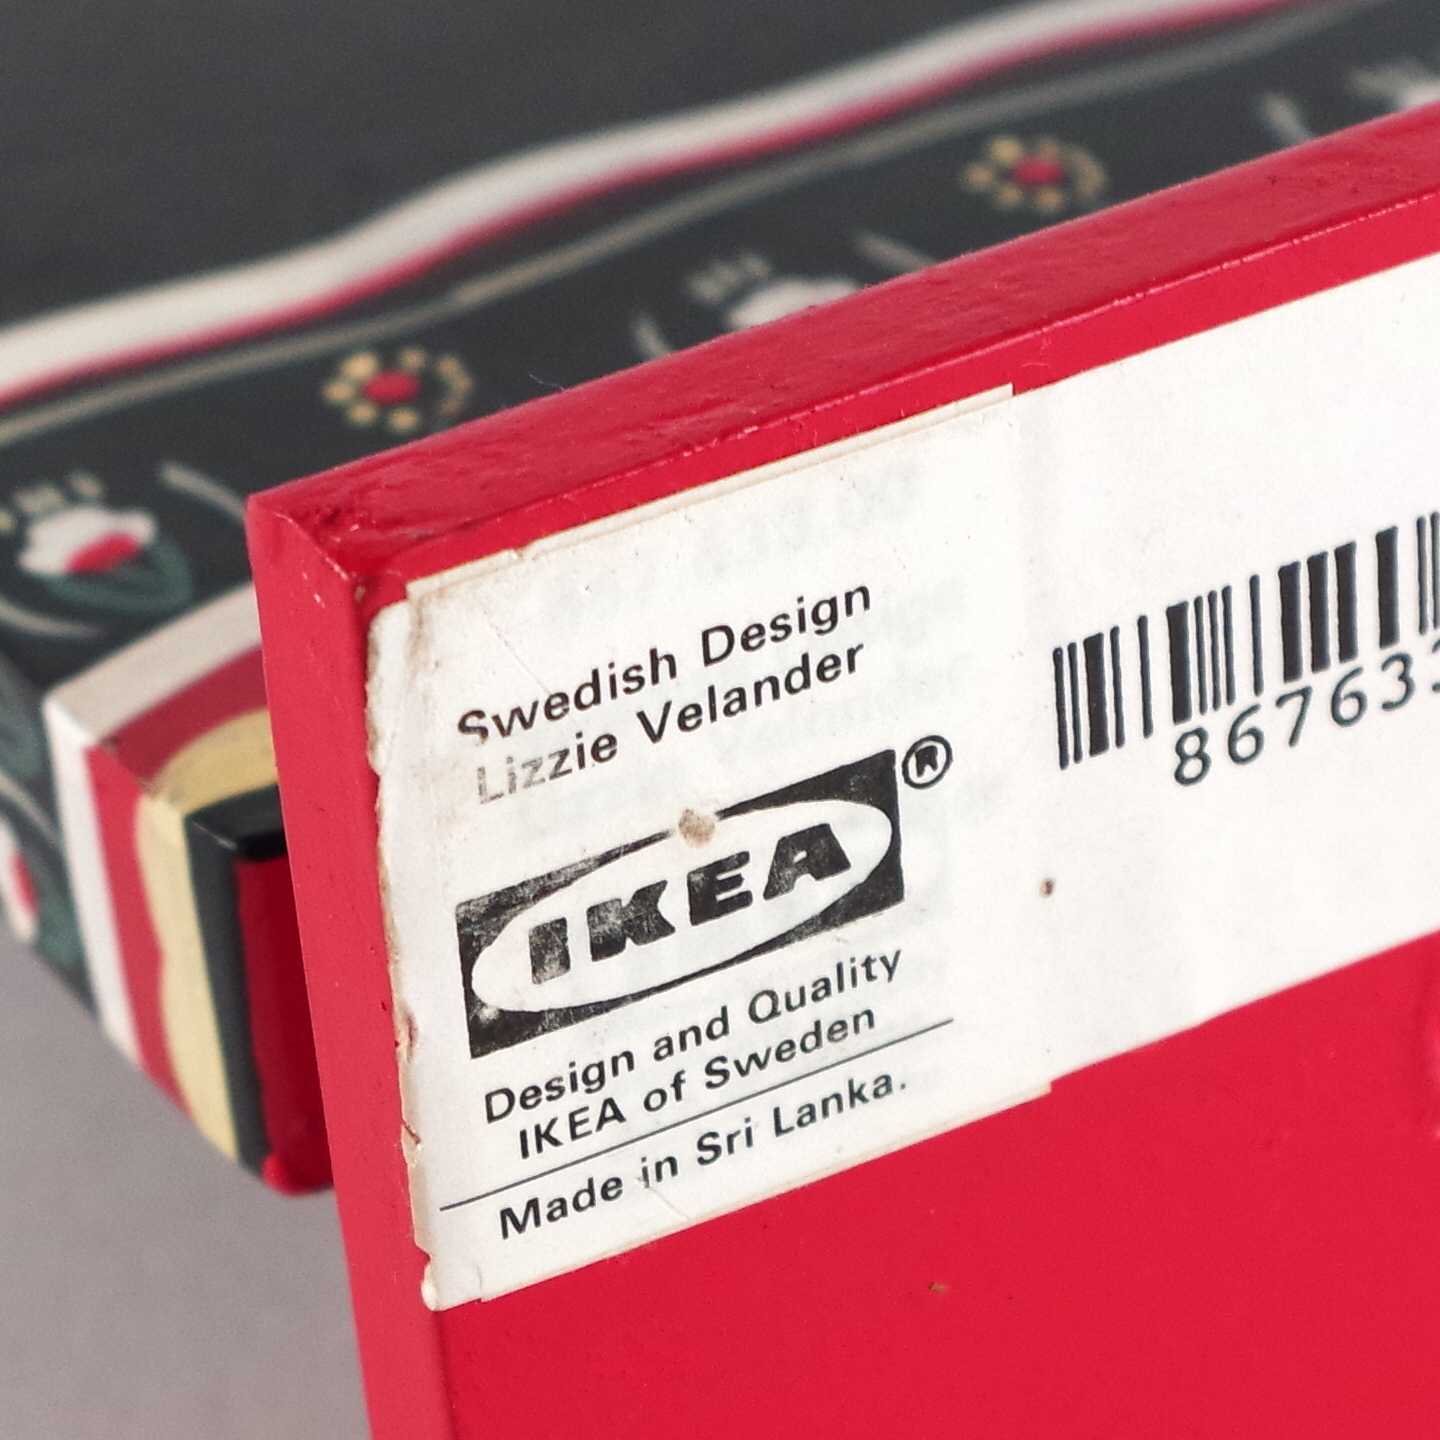 Swedish Design
Lizzie Velander
IKEA®
Design and Quality
IKEA of Sweden
Made in Sri Lanka.
86763